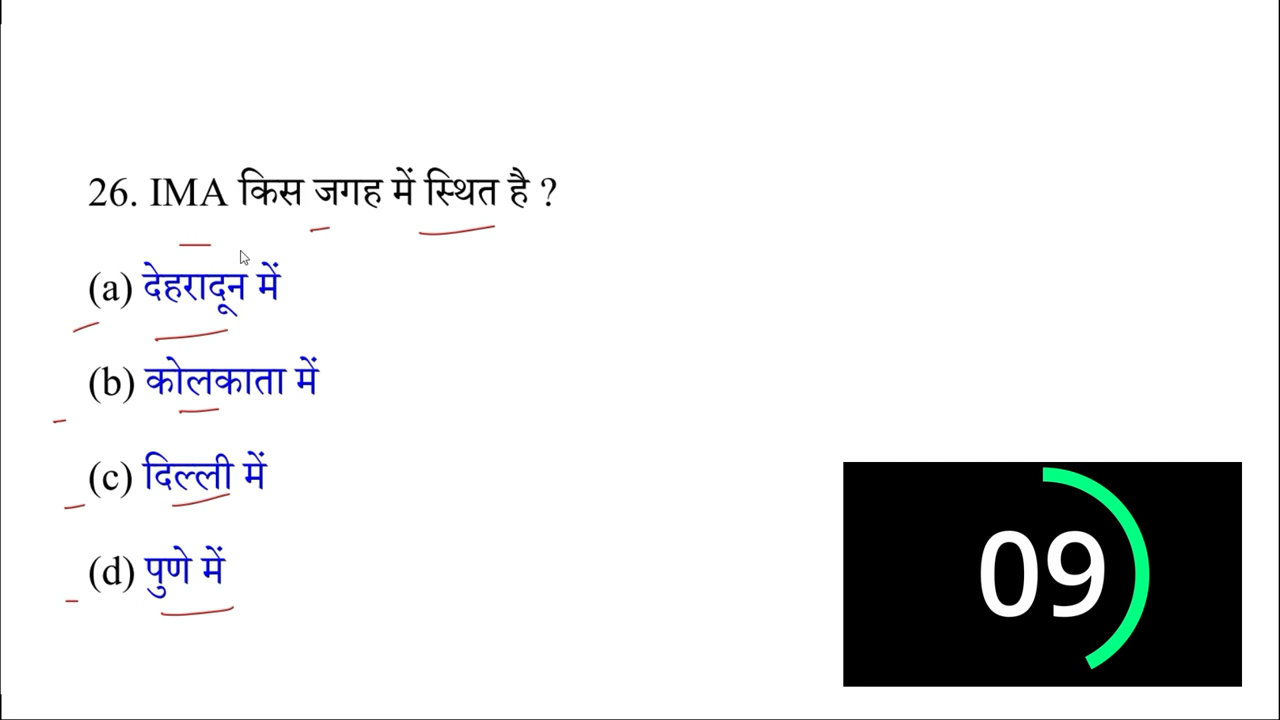 26. IMA किस जगह में स्थित है ?
(a) देहरादून में
(b) कोलकाता में
(c) दिल्ली में
(d) पुणे में
09